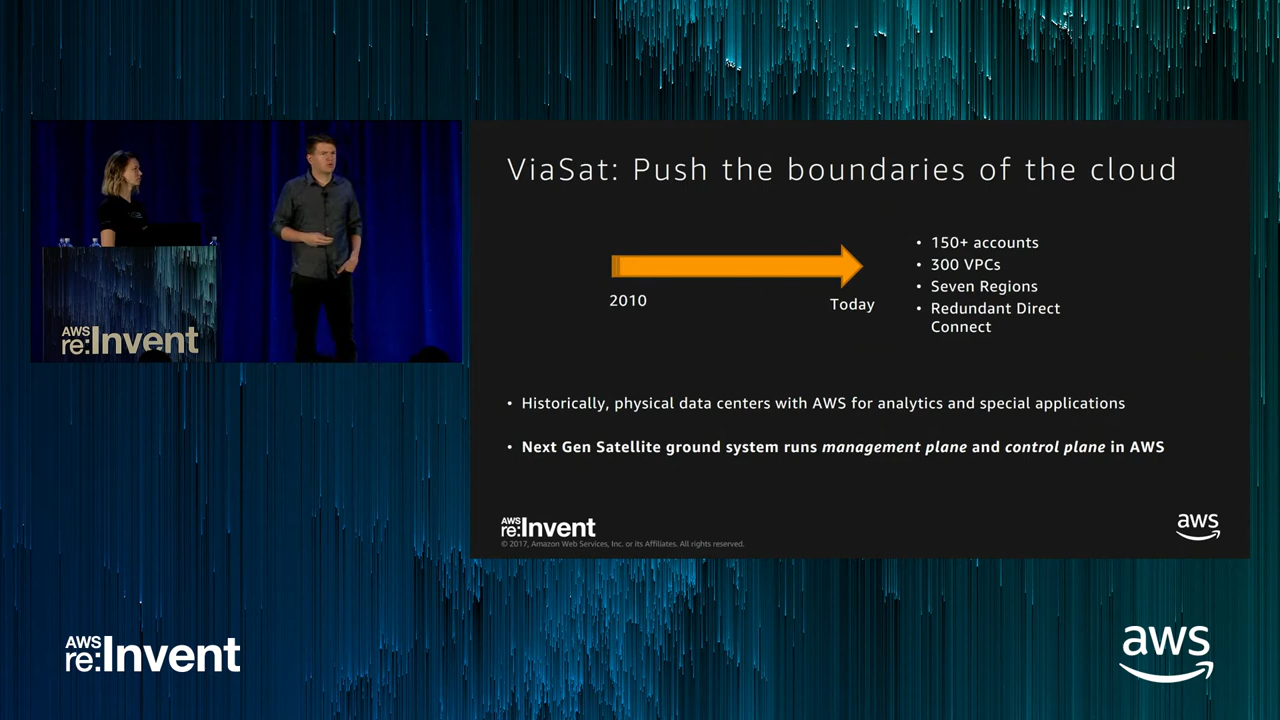 ViaSat: Push the boundaries of the cloud
2010
Today
• 150+ accounts
• 300 VPCs
• Seven Regions
• Redundant Direct
Connect
• Historically, physical data centers with AWS for analytics and special applications
• Next Gen Satellite ground system runs management plane and control plane in AWS
AWS
re:Invent
© 2017, Amazon Web Services, Inc. or its Affiliates. All rights reserved.
aws
AWS
re:Invent
AWS
re:Invent
aws